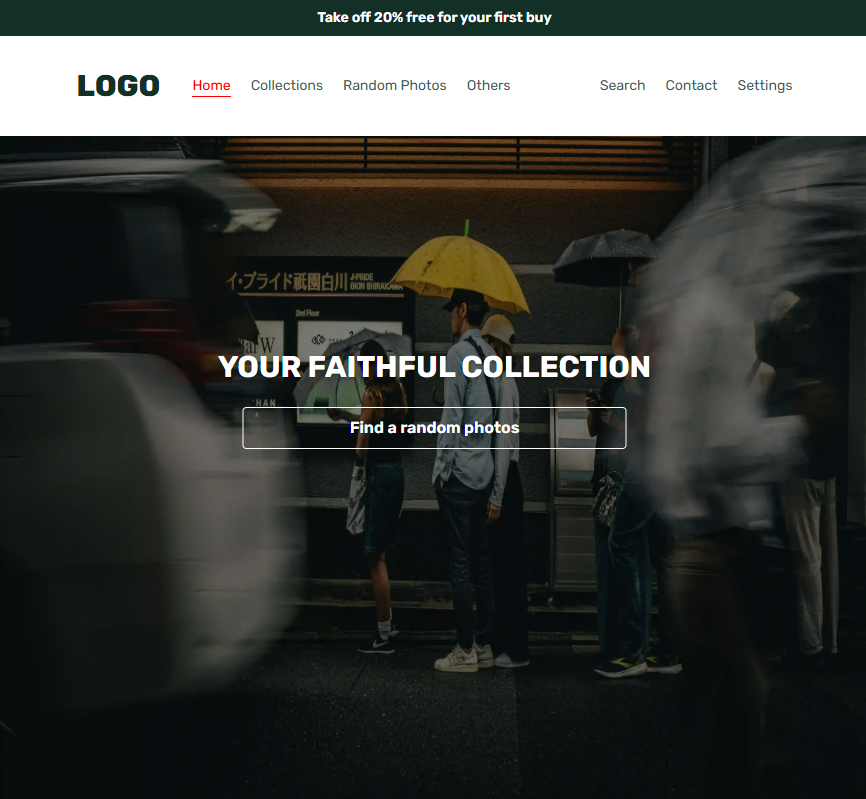 Take off 20% free for your first buy
LOGO Home Collections Random Photos Others Search Contact Settings
イ・プライド祇園白川 J-PRIDE
GION SHIRAKAWA
2nd Floor
YOUR FAITHFUL COLLECTION
Find a random photos